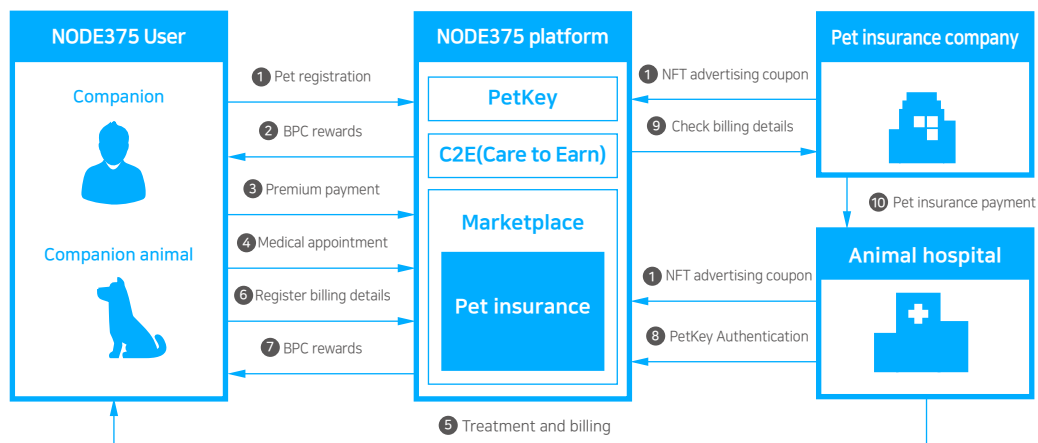 NODE375 User
Companion
Companion animal
1 Pet registration
2 BPC rewards
3 Premium payment
4 Medical appointment
6 Register billing details
7 BPC rewards
NODE375 platform
PetKey
C2E(Care to Earn)
Marketplace
Pet insurance
1 NFT advertising coupon
9 Check billing details
Pet insurance company
10 Pet insurance payment
1 NFT advertising coupon
8 PetKey Authentication
Animal hospital
5 Treatment and billing